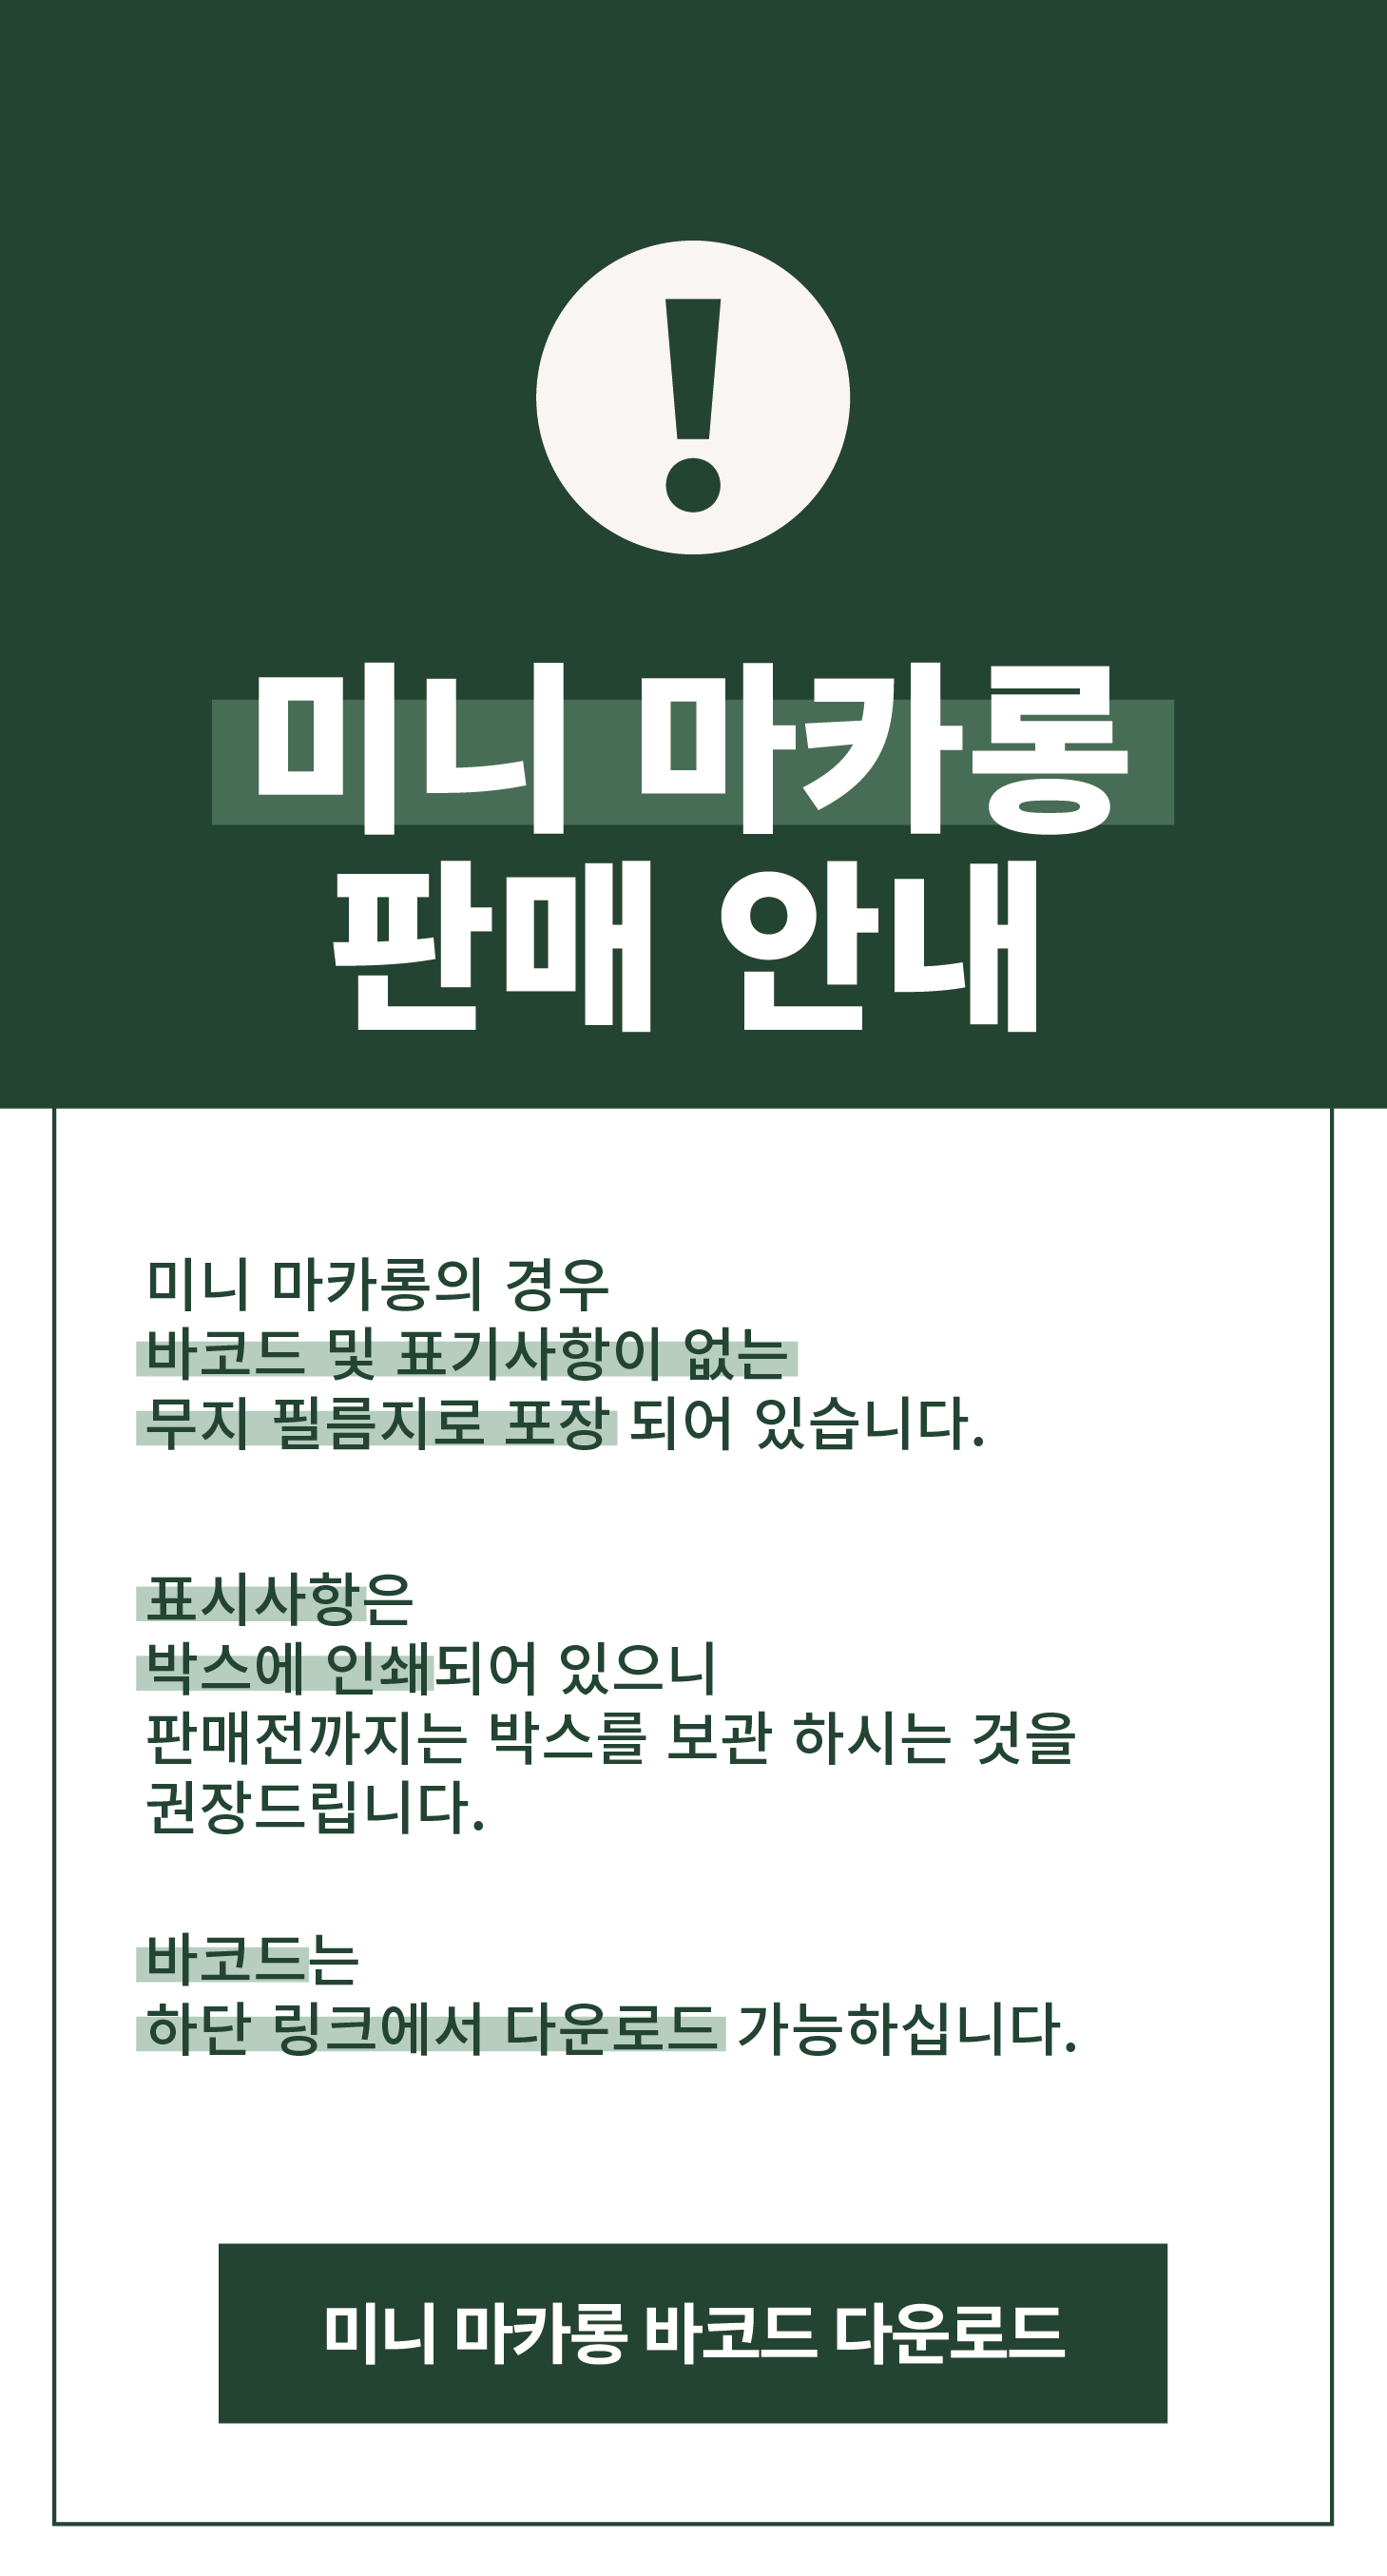 !
미니 마카롱
판매 안내
미니 마카롱의 경우
바코드 및 표기사항이 없는
무지 필름지로 포장 되어 있습니다.
표시사항은
박스에 인쇄되어 있으니
판매전까지는 박스를 보관 하시는 것을
권장드립니다.
바코드는
하단 링크에서 다운로드 가능하십니다.
미니 마카롱 바코드 다운로드